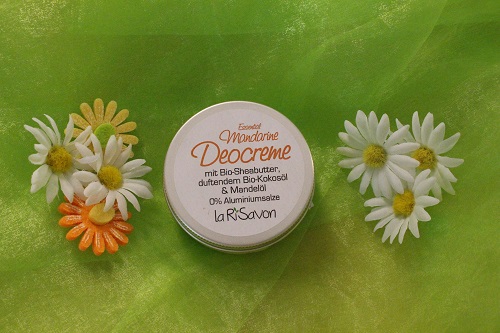 Essential
Mandarine
Deocreme
mit Bio-Sheabutter,
duftendem Bio-Kokosöl
& Mandelöl
0% Aluminiumsalze
la Ri Savon